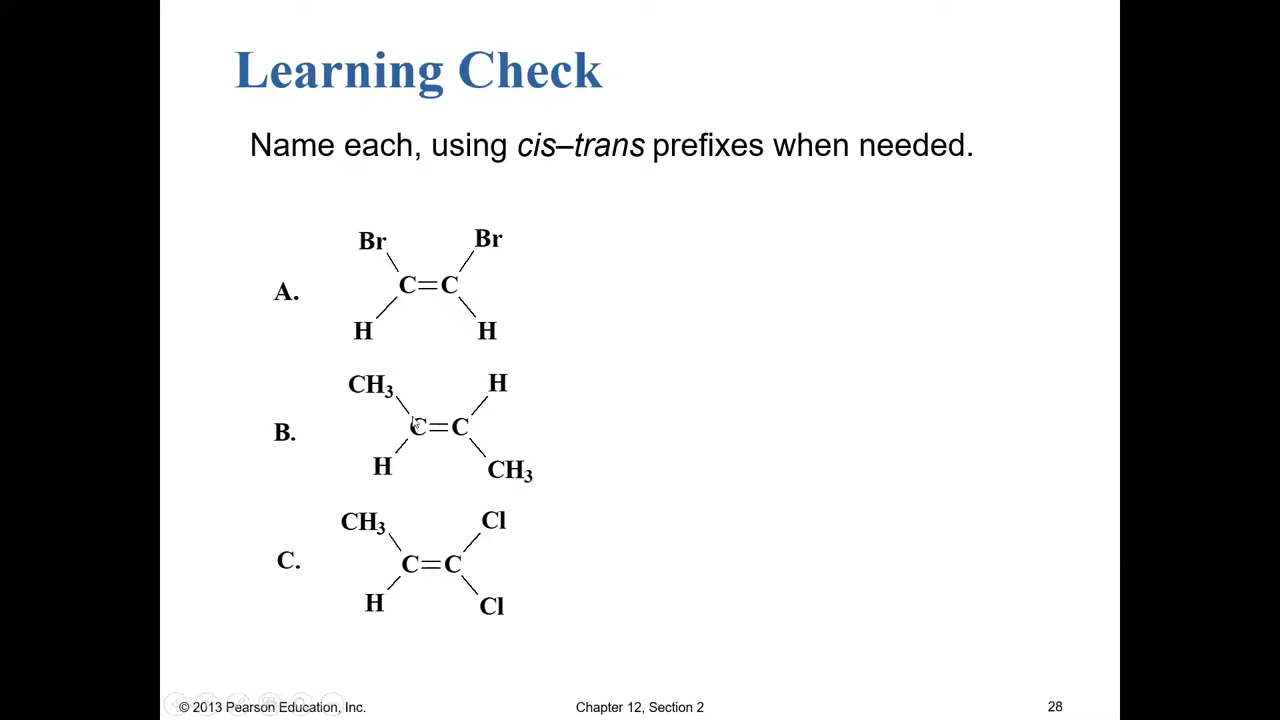 Learning Check
Name each, using cis–trans prefixes when needed.
Br Br
C=C
A.
H H
CH₃ H
C=C
B.
H CH₃
CH₃ Cl
C=C
C.
H Cl
© 2013 Pearson Education, Inc. Chapter 12, Section 2 28